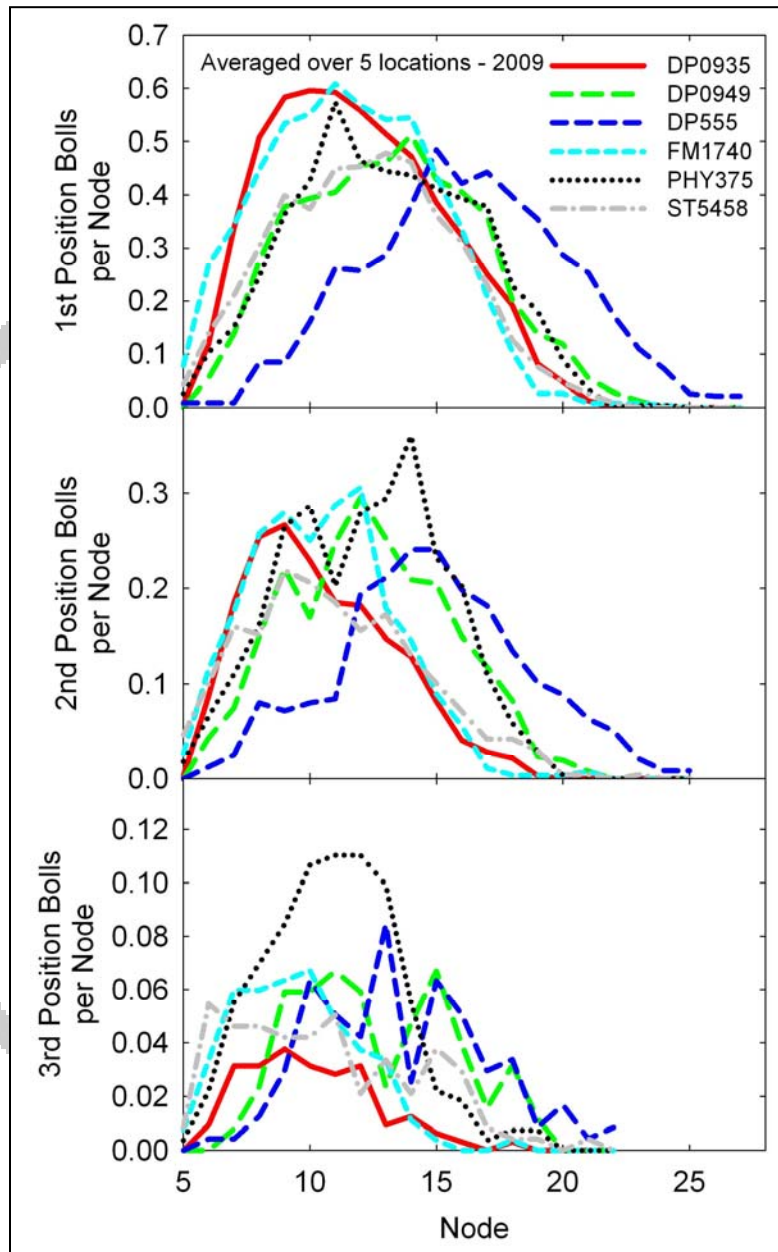 0.7
0.6
0.5
0.4
0.3
0.2
0.1
0.0
1st Position Bolls
per Node
Averaged over 5 locations - 2009
DP0935
DP0949
DP555
FM1740
PHY375
ST5458
0.3
0.2
0.1
0.0
2nd Position Bolls
per Node
0.12
0.10
0.08
0.06
0.04
0.02
0.00
3rd Position Bolls
per Node
5
10
15
20
25
Node